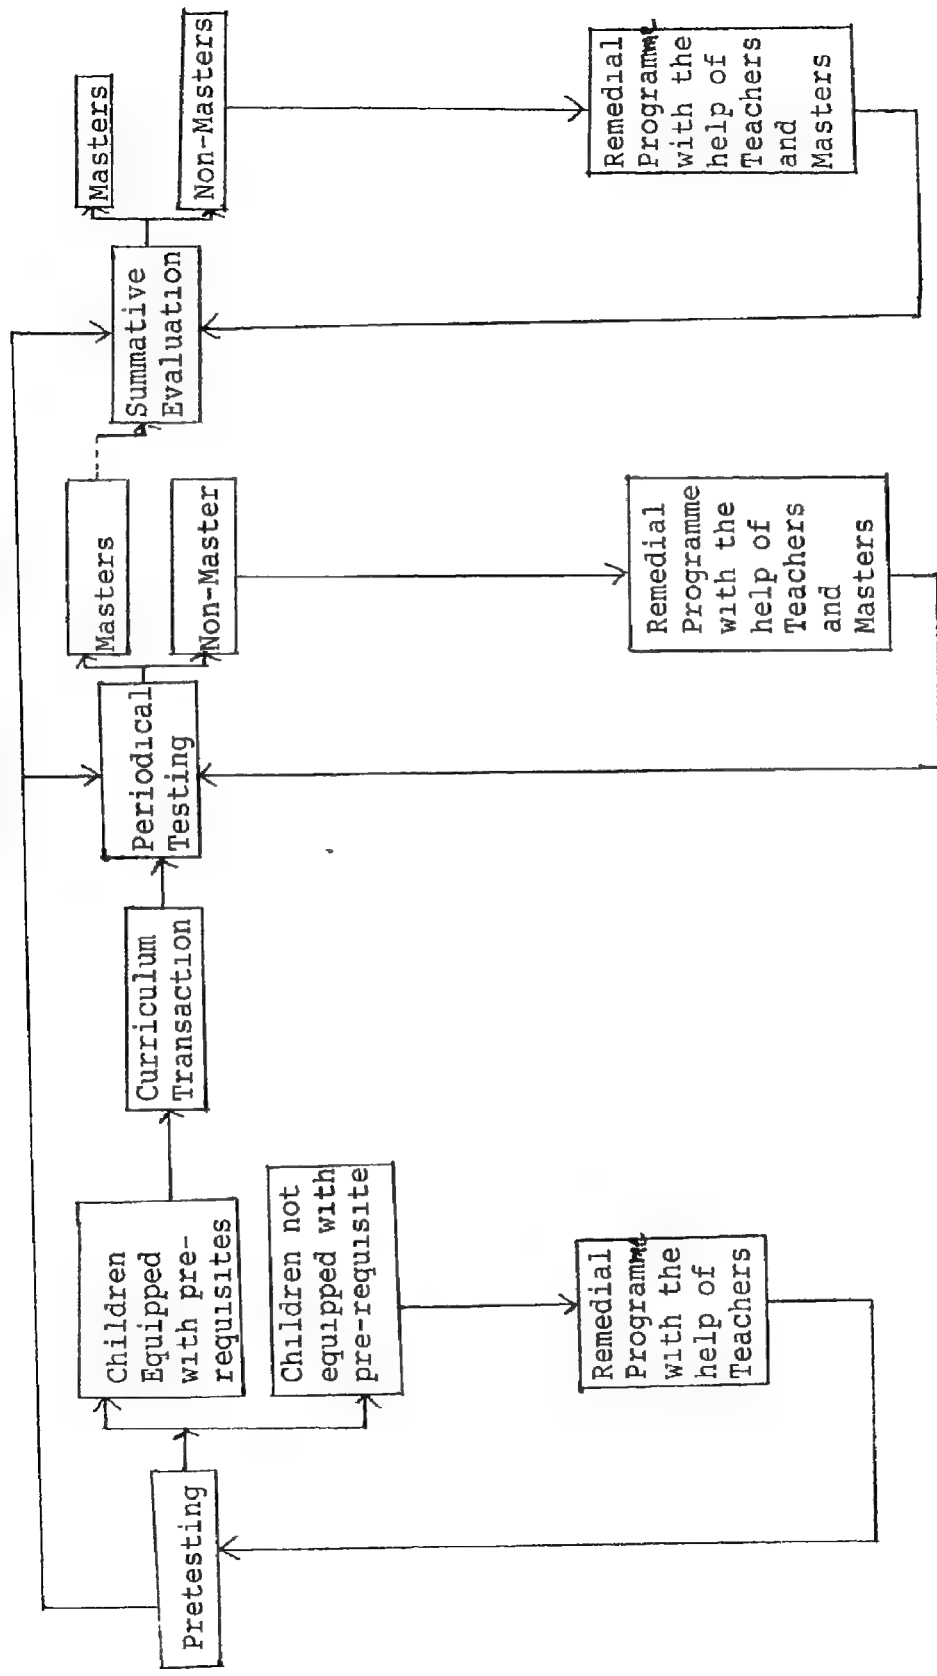 Pretesting
Children
Equipped
with pre-
requisites
Children not
equipped with
pre-requisite
Remedial
Programme
with the
help of
Teachers
Curriculum
Transaction
Periodical
Testing
Masters
Non-Master
Remedial
Programme
with the
help of
Teachers
and
Masters
Summative
Evaluation
Masters
Non-Masters
Remedial
Programme
with the
help of
Teachers
and
Masters